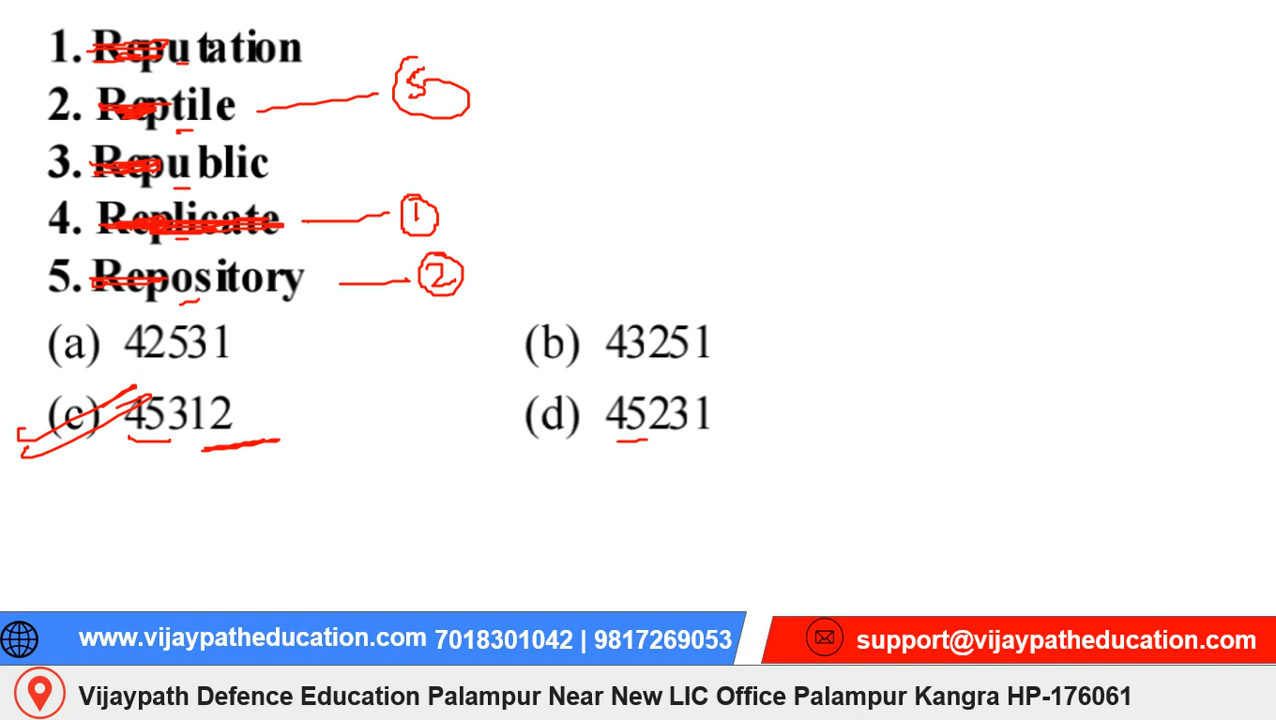 1. Reputation
2. Reptile
3. Republic
4. Replicate 1
5. Repository 2
(a) 42531 (b) 43251
(c) 45312 (d) 45231
www.vijaypatheducation.com 7018301042 | 9817269053 support@vijaypatheducation.com
Vijaypath Defence Education Palampur Near New LIC Office Palampur Kangra HP-176061